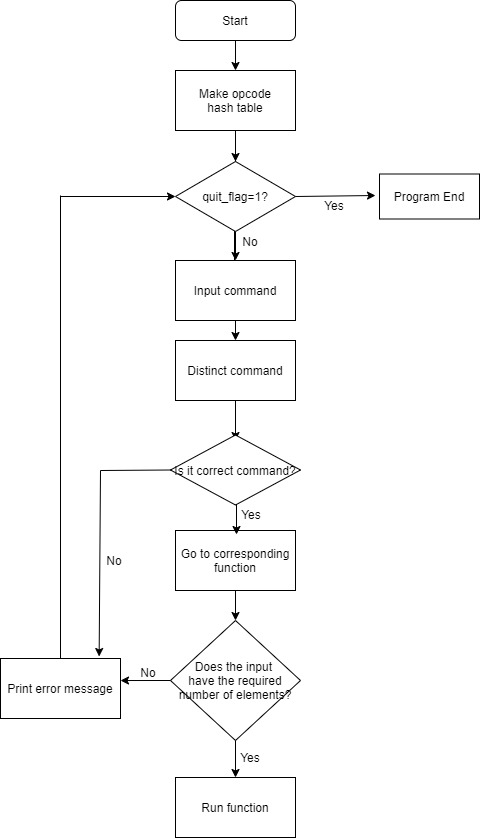 Start
Make opcode
hash table
quit_flag=1?
Yes
Program End
No
Input command
Distinct command
Is it correct command?
Yes
No
Go to corresponding
function
Does the input
have the required
number of elements?
No
Print error message
Yes
Run function